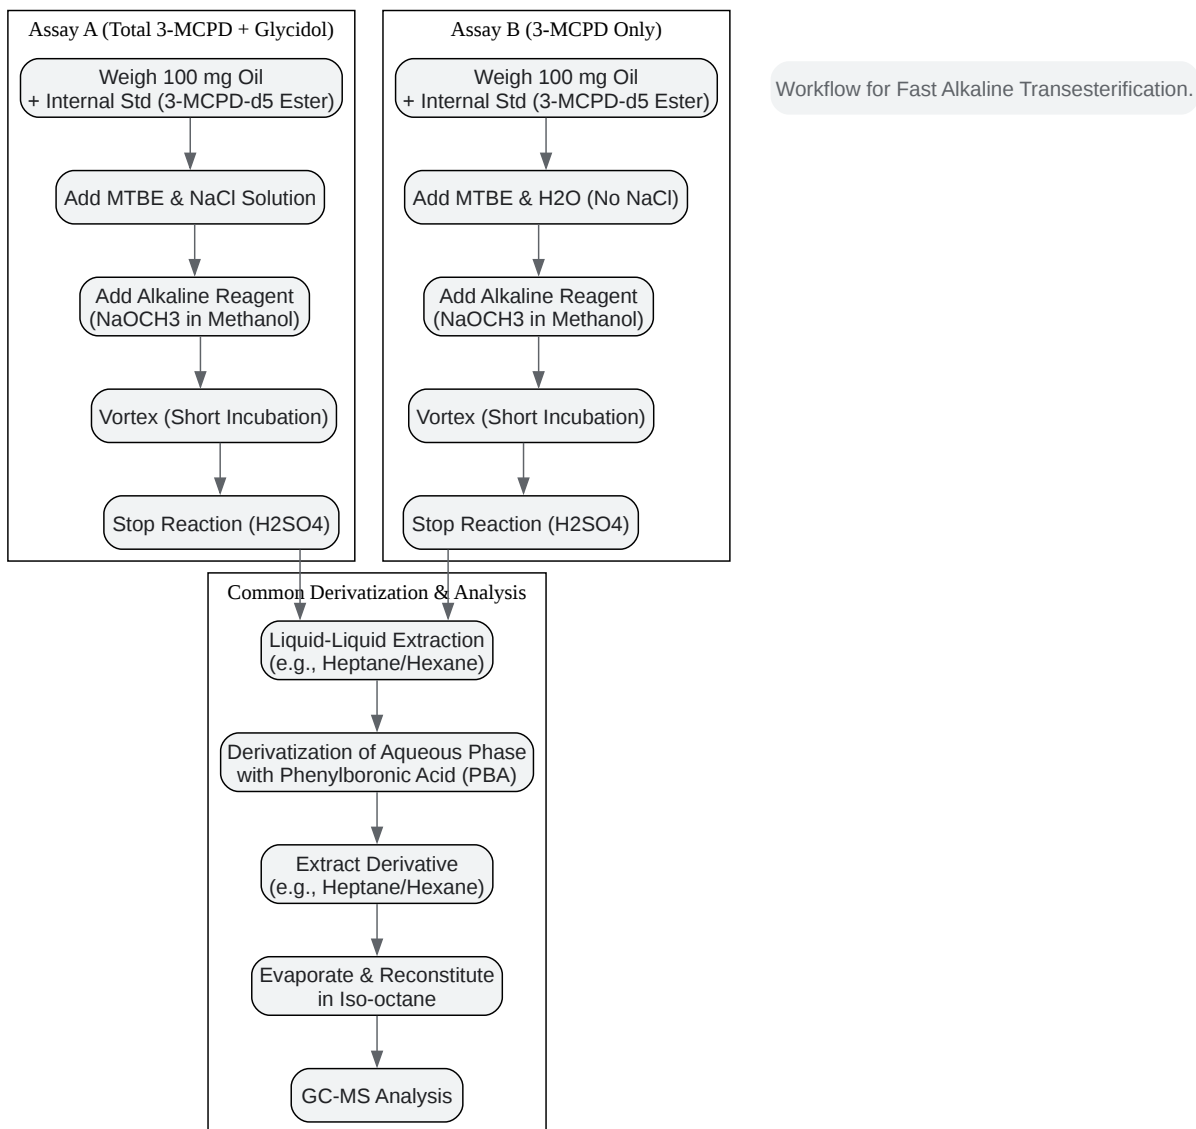 Assay A (Total 3-MCPD + Glycidol)
Weigh 100 mg Oil
+ Internal Std (3-MCPD-d5 Ester)
Add MTBE & NaCl Solution
Add Alkaline Reagent
(NaOCH3 in Methanol)
Vortex (Short Incubation)
Stop Reaction (H2SO4)
Assay B (3-MCPD Only)
Weigh 100 mg Oil
+ Internal Std (3-MCPD-d5 Ester)
Add MTBE & H2O (No NaCl)
Add Alkaline Reagent
(NaOCH3 in Methanol)
Vortex (Short Incubation)
Stop Reaction (H2SO4)
Workflow for Fast Alkaline Transesterification.
Common Derivatization & Analysis
Liquid-Liquid Extraction
(e.g., Heptane/Hexane)
Derivatization of Aqueous Phase
with Phenylboronic Acid (PBA)
Extract Derivative
(e.g., Heptane/Hexane)
Evaporate & Reconstitute
in Iso-octane
GC-MS Analysis